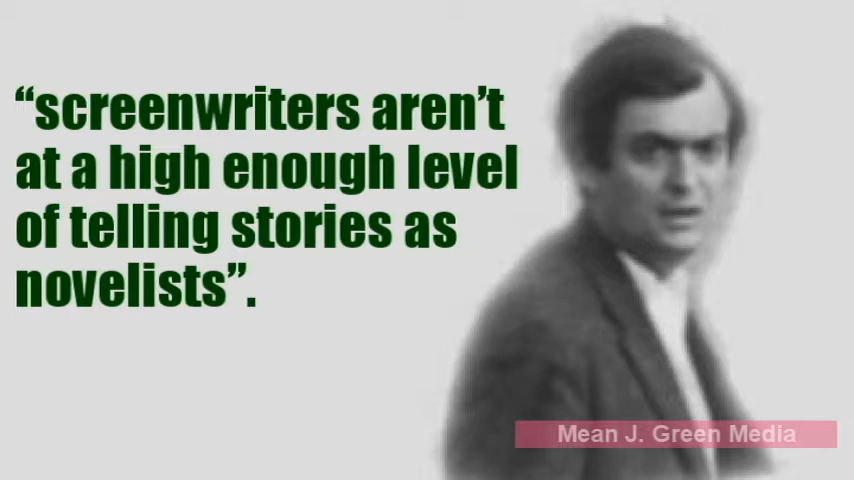 “screenwriters aren’t
at a high enough level
of telling stories as
novelists”.
Mean J. Green Media